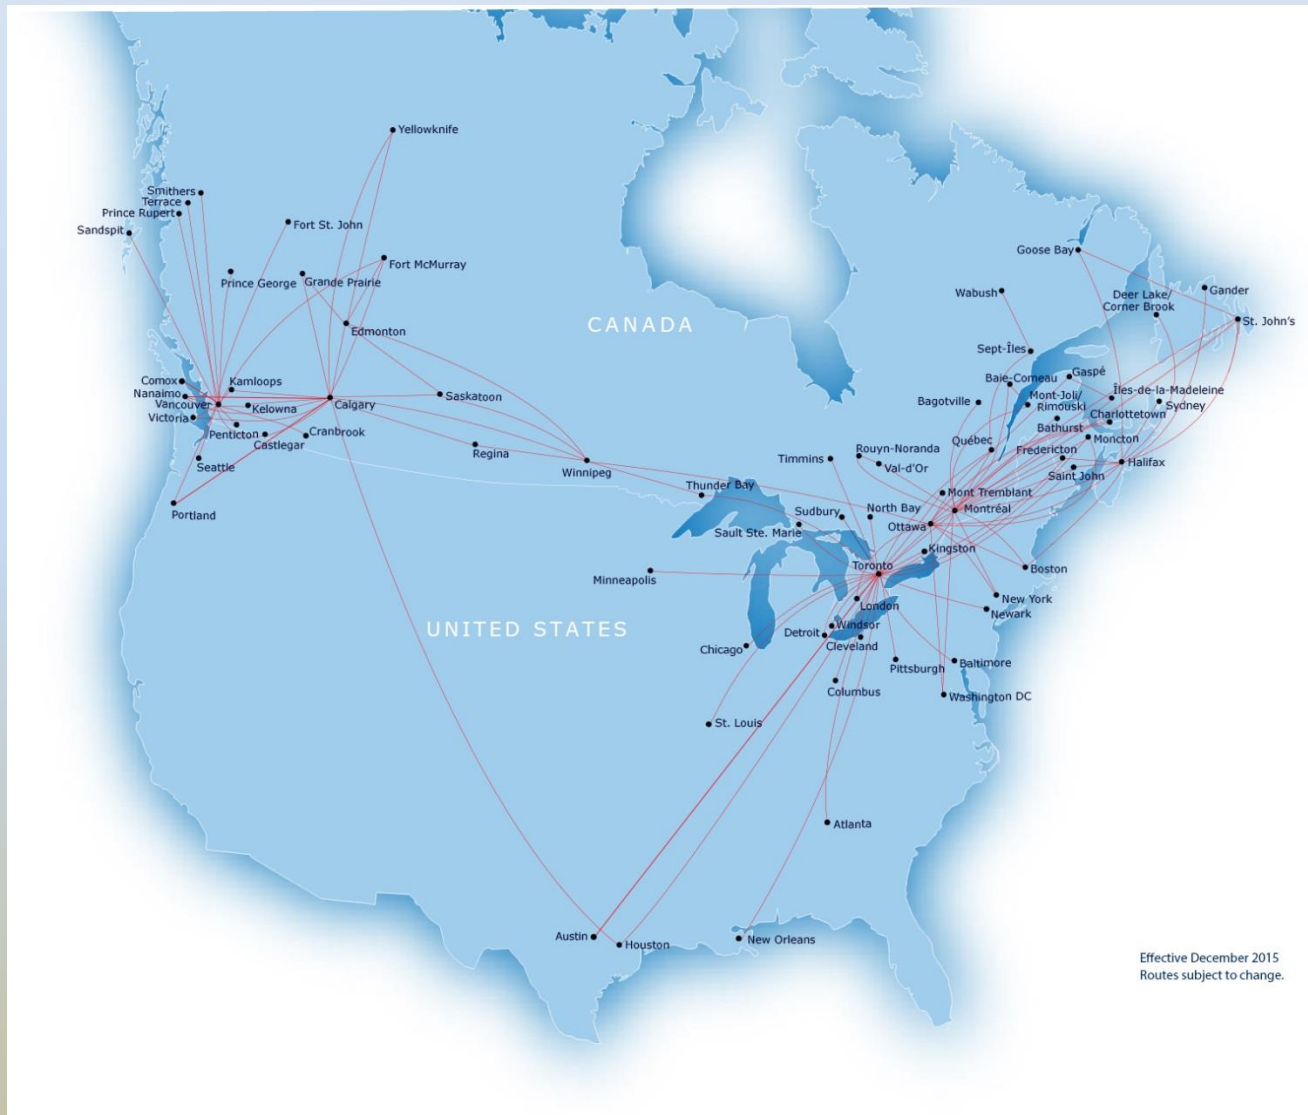 Yellowknife
Smithers
Terrace
Prince Rupert
Sandspit
Fort St. John
Fort McMurray
Prince George
Grande Prairie
Edmonton
CANADA
Goose Bay
Wabush
Deer Lake/
Corner Brook
Gander
St. John's
Sept-Îles
Comox
Nanaimo
Vancouver
Victoria
Kamloops
Kelowna
Calgary
Saskatoon
Penticton
Castlegar
Cranbrook
Seattle
Portland
Regina
Winnipeg
Baie-Comeau
Gaspé
Îles-de-la-Madeleine
Bagotville
Mont-Joli/
Rimouski
Sydney
Charlottetown
Bathurst
Moncton
Québec
Fredericton
Halifax
Saint John
Rouyn-Noranda
Timmins
Val-d'Or
Thunder Bay
Mont Tremblant
Sudbury
North Bay
Montréal
Sault Ste. Marie
Ottawa
Kingston
Toronto
Boston
Minneapolis
New York
London
Newark
UNITED STATES
Windsor
Detroit
Cleveland
Chicago
Pittsburgh
Baltimore
Columbus
Washington DC
St. Louis
Atlanta
Austin
Houston
New Orleans
Effective December 2015
Routes subject to change.